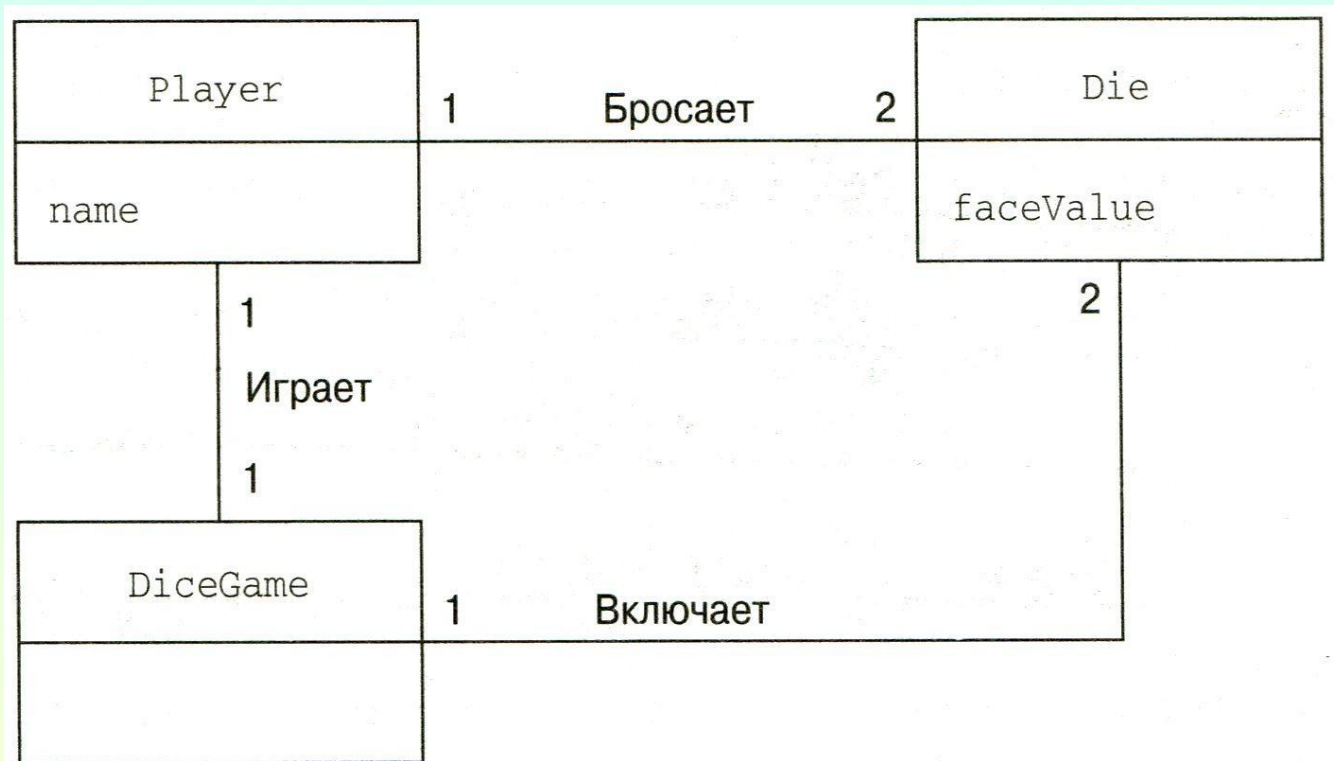 Player
1 Бросает 2
Die
name
faceValue
1
2
Играет
1
DiceGame
1 Включает